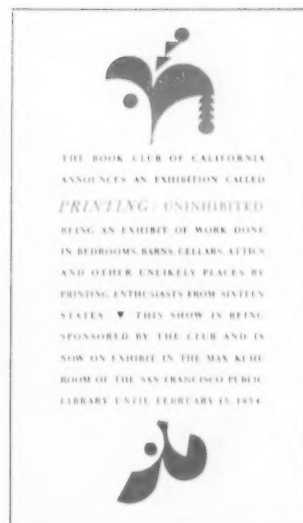 THE BOOK CLUB OF CALIFORNIA
ANNOUNCES AN EXHIBITION CALLED
PRINTING: UNINHIBITED
BEING AN EXHIBIT OF WORK DONE
IN BEDROOMS, BARNS, CELLARS, ATTICS
AND OTHER UNLIKELY PLACES BY
PRINTING ENTHUSIASTS FROM SIXTEEN
STATES ♥ THIS SHOW IS BEING
SPONSORED BY THE CLUB AND IS
NOW ON EXHIBIT IN THE MAX KUHL
ROOM OF THE SAN FRANCISCO PUBLIC
LIBRARY UNTIL FEBRUARY 15, 1954